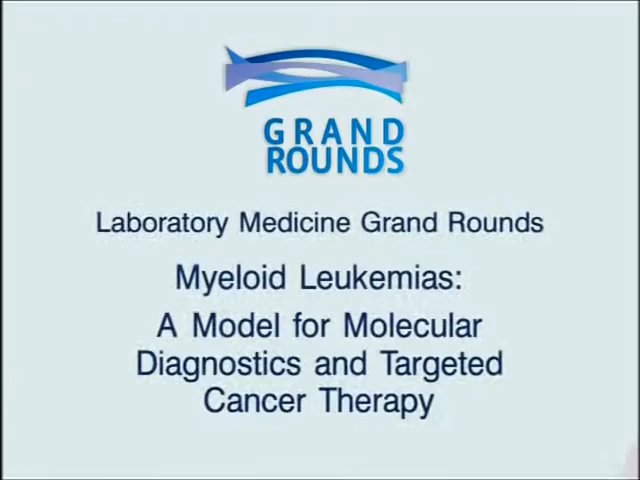 GRAND
ROUNDS
Laboratory Medicine Grand Rounds
Myeloid Leukemias:
A Model for Molecular
Diagnostics and Targeted
Cancer Therapy